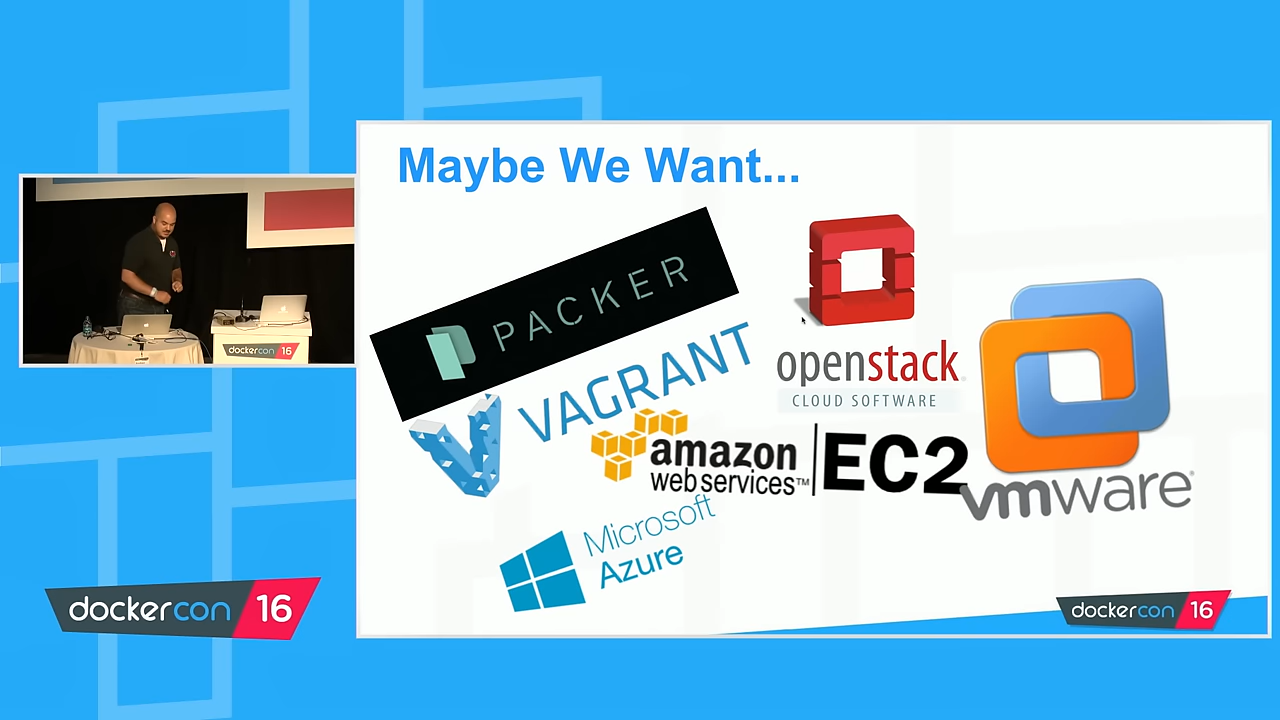 Maybe We Want...
PACKER
VAGRANT
openstack
CLOUD SOFTWARE
amazon
web services™
EC2
vmware®
Microsoft
Azure
dockercon 16
dockercon 16
dockercon 16